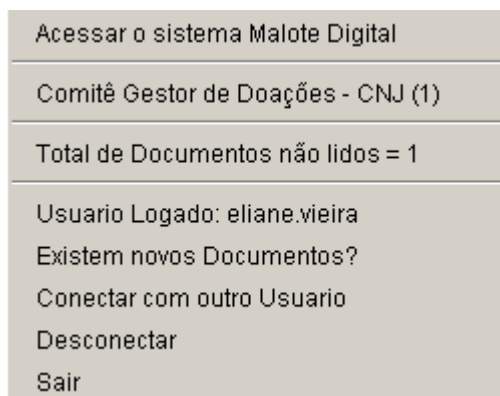 Acessar o sistema Malote Digital
Comitê Gestor de Doações - CNJ (1)
Total de Documentos não lidos = 1
Usuario Logado: eliane.vieira
Existem novos Documentos?
Conectar com outro Usuario
Desconectar
Sair